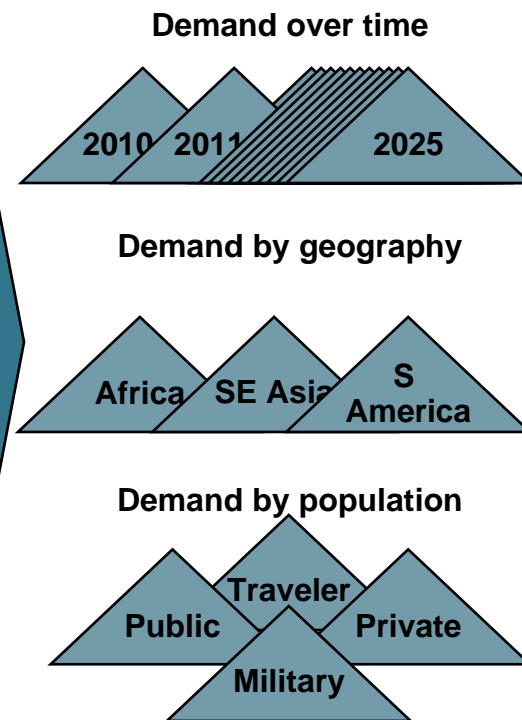 Demand over time
2010 2011 2025
Demand by geography
Africa SE Asia S
America
Demand by population
Traveler
Public Private
Military